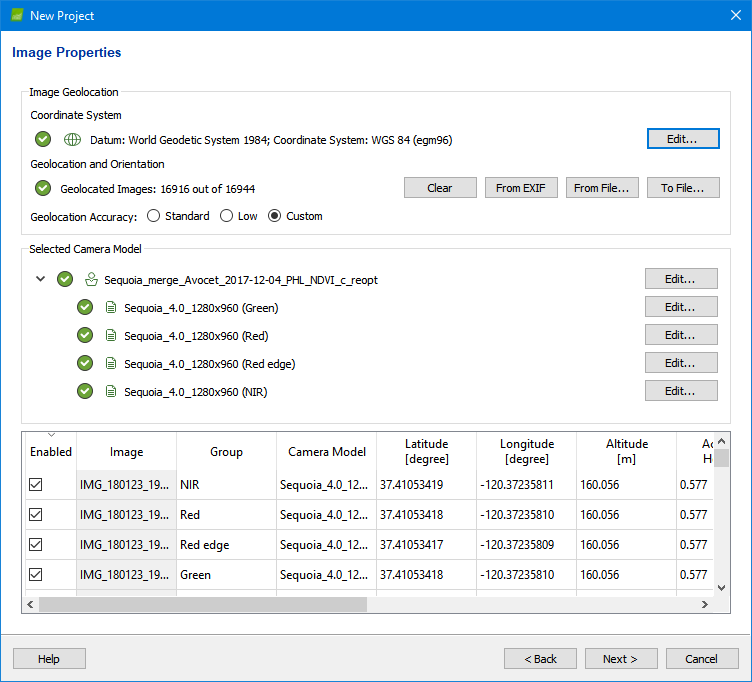 New Project
Image Properties
Image Geolocation
Coordinate System
Datum: World Geodetic System 1984; Coordinate System: WGS 84 (egm96)
Edit...
Geolocation and Orientation
Geolocated Images: 16916 out of 16944
Clear
From EXIF
From File...
To File...
Geolocation Accuracy:
Standard
Low
Custom
Selected Camera Model
Sequoia_merge_Avocet_2017-12-04_PHL_NDVI_c_reopt
Edit...
Sequoia_4.0_1280x960 (Green)
Edit...
Sequoia_4.0_1280x960 (Red)
Edit...
Sequoia_4.0_1280x960 (Red edge)
Edit...
Sequoia_4.0_1280x960 (NIR)
Edit...
Enabled
Image
Group
Camera Model
Latitude
[degree]
Longitude
[degree]
Altitude
[m]
Ac
H
IMG_180123_19... NIR Sequoia_4.0_12... 37.41053419 -120.37235811 160.056 0.577
IMG_180123_19... Red Sequoia_4.0_12... 37.41053418 -120.37235810 160.056 0.577
IMG_180123_19... Red edge Sequoia_4.0_12... 37.41053417 -120.37235809 160.056 0.577
IMG_180123_19... Green Sequoia_4.0_12... 37.41053418 -120.37235810 160.056 0.577
Help
< Back
Next >
Cancel